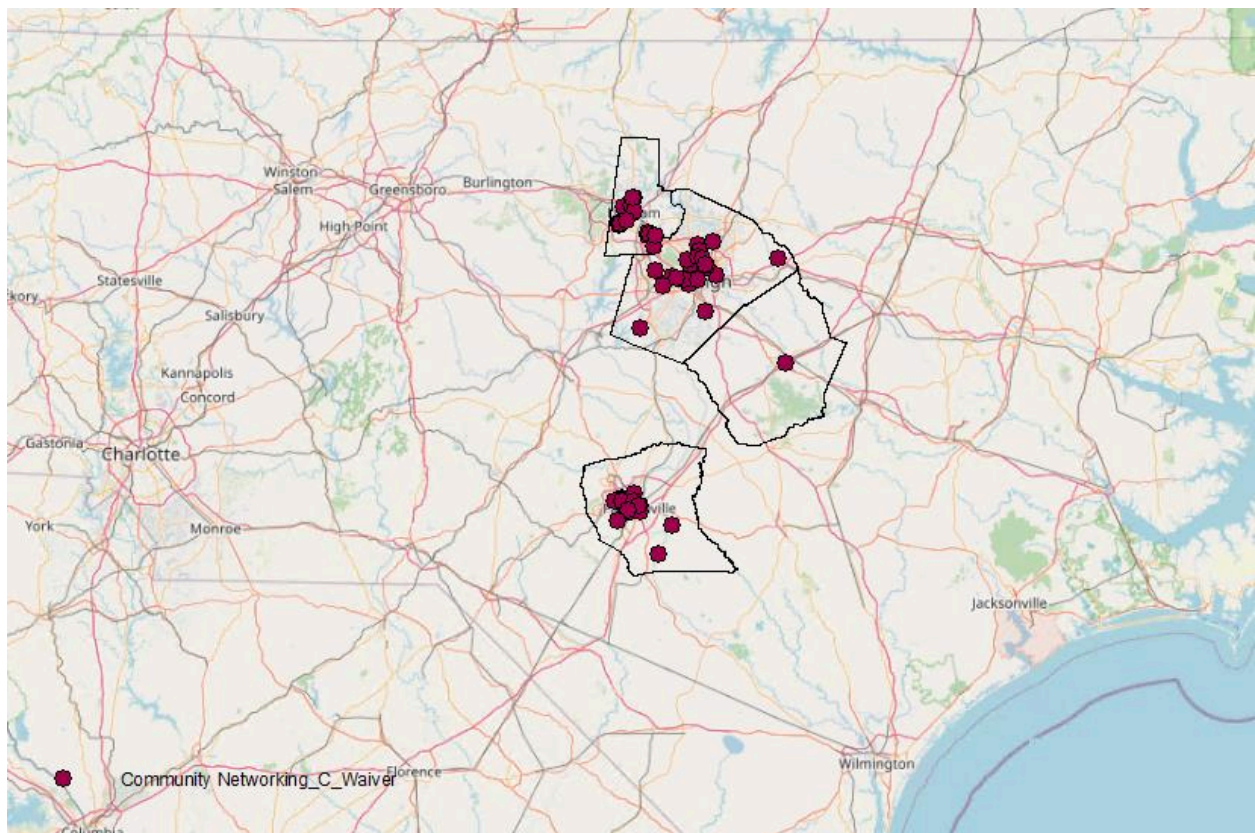 Winston
Salem
Greensboro
Burlington
High Point
Statesville
Salisbury
Kannapolis
Concord
Gastonia
Charlotte
York
Monroe
Jacksonville
Wilmington
Florence
Community Networking_C_Waiver